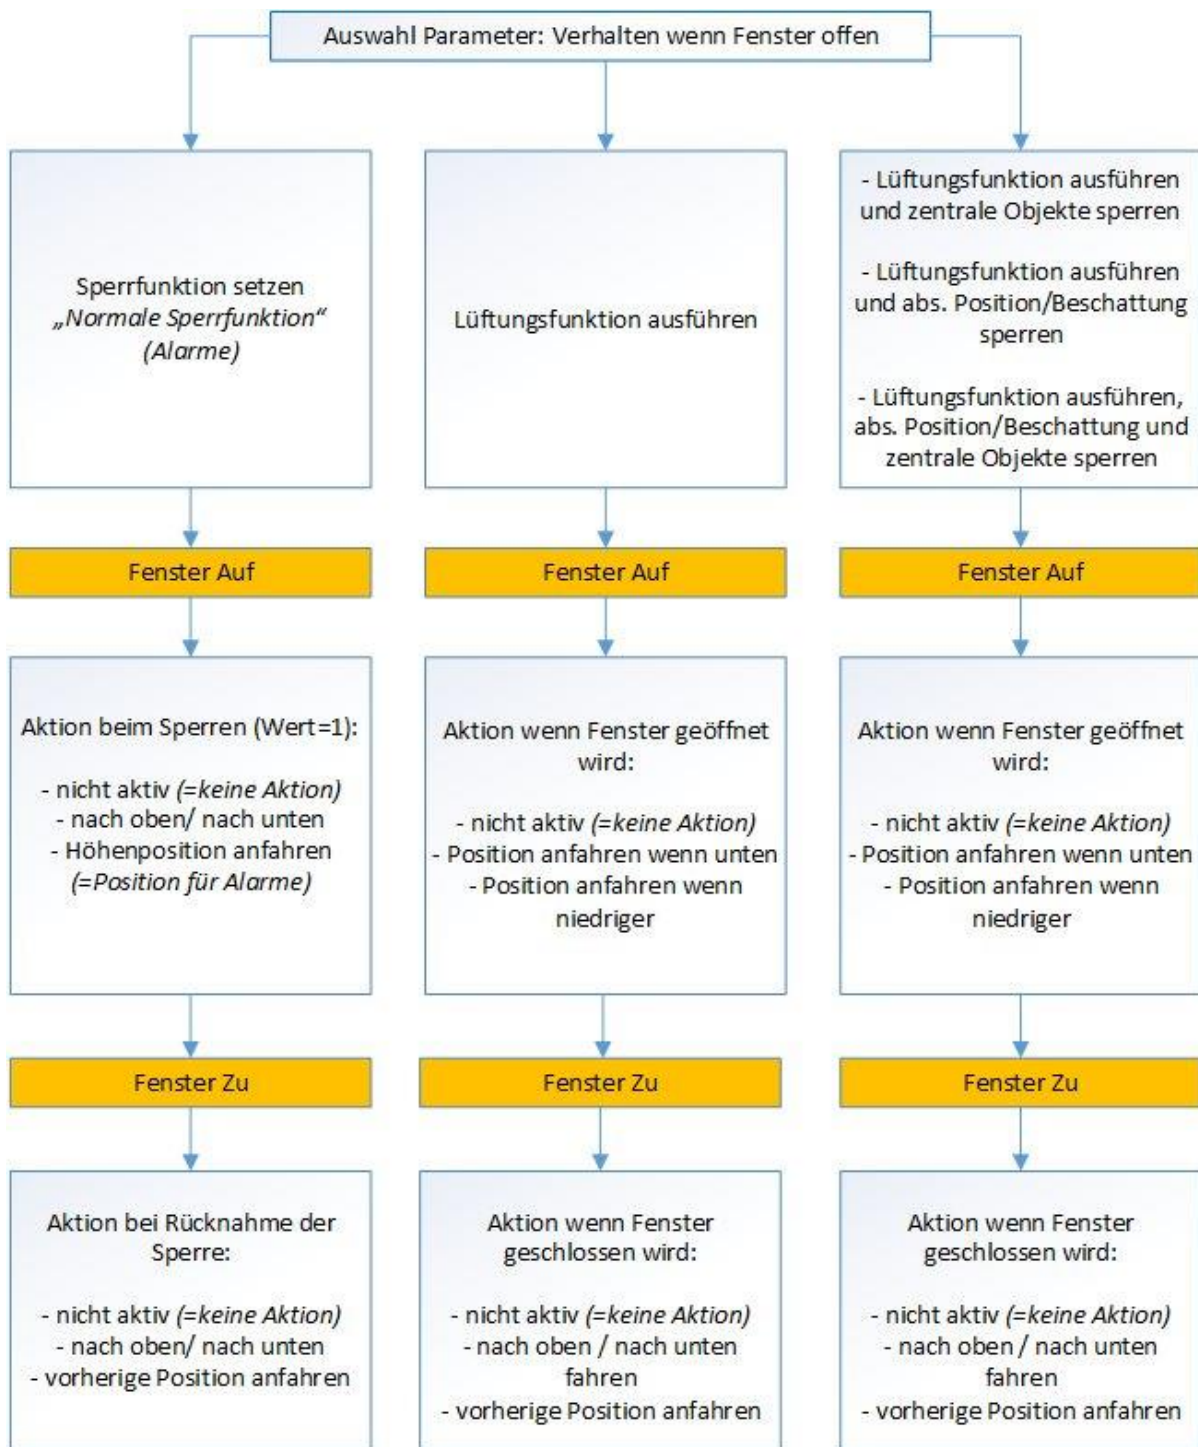 Auswahl Parameter: Verhalten wenn Fenster offen
Sperrfunktion setzen
„Normale Sperrfunktion“
(Alarme)
Lüftungsfunktion ausführen
- Lüftungsfunktion ausführen
und zentrale Objekte sperren
- Lüftungsfunktion ausführen
und abs. Position/Beschattung
sperren
- Lüftungsfunktion ausführen,
abs. Position/Beschattung und
zentrale Objekte sperren
Fenster Auf
Fenster Auf
Fenster Auf
Aktion beim Sperren (Wert=1):
- nicht aktiv (=keine Aktion)
- nach oben/ nach unten
- Höhenposition anfahren
(=Position für Alarme)
Aktion wenn Fenster geöffnet
wird:
- nicht aktiv (=keine Aktion)
- Position anfahren wenn unten
- Position anfahren wenn
niedriger
Aktion wenn Fenster geöffnet
wird:
- nicht aktiv (=keine Aktion)
- Position anfahren wenn unten
- Position anfahren wenn
niedriger
Fenster Zu
Fenster Zu
Fenster Zu
Aktion bei Rücknahme der
Sperre:
- nicht aktiv (=keine Aktion)
- nach oben/ nach unten
- vorherige Position anfahren
Aktion wenn Fenster
geschlossen wird:
- nicht aktiv (=keine Aktion)
- nach oben / nach unten
fahren
- vorherige Position anfahren
Aktion wenn Fenster
geschlossen wird:
- nicht aktiv (=keine Aktion)
- nach oben / nach unten
fahren
- vorherige Position anfahren